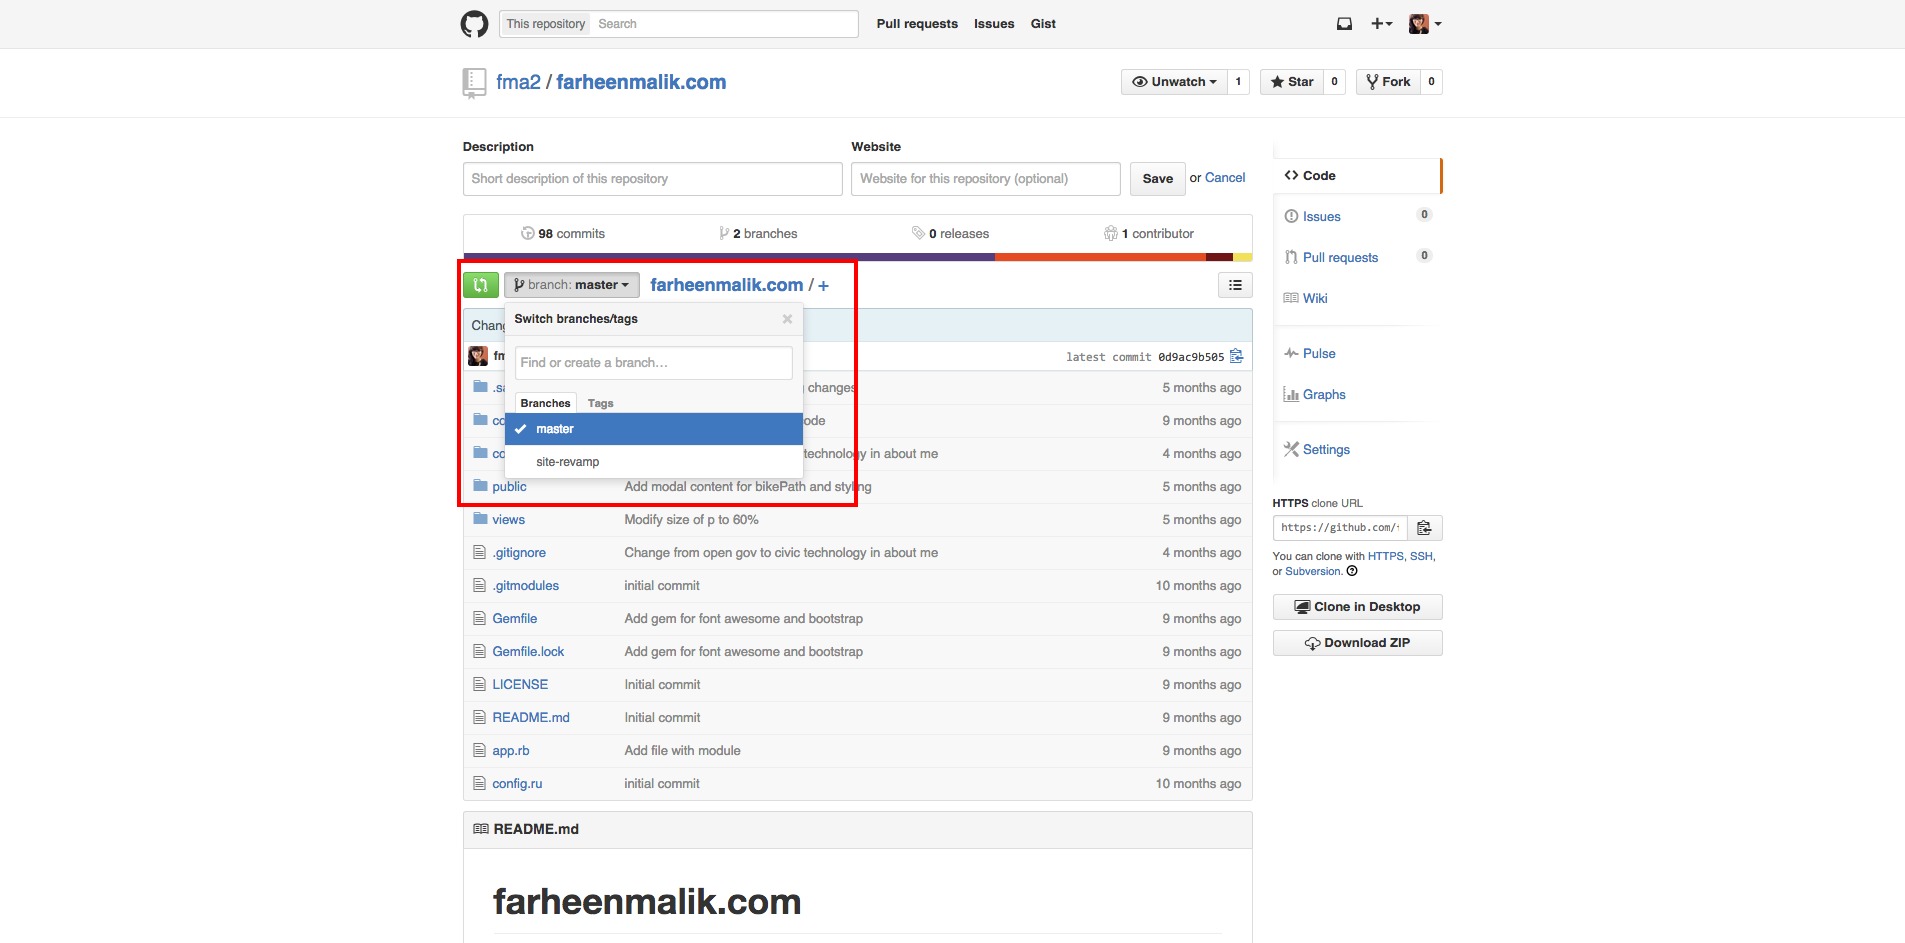 This repository Search Pull requests Issues Gist
fma2 / farheenmalik.com Unwatch 1 Star 0 Fork 0
Description Website
Short description of this repository Website for this repository (optional) Save or Cancel
98 commits 2 branches 0 releases 1 contributor
branch: master farheenmalik.com / +
Switch branches/tags
Find or create a branch…
Branches Tags
master
site-revamp
latest commit 0d9ac9b505
changes 5 months ago
9 months ago
technology in about me 4 months ago
public Add modal content for bikePath and styling 5 months ago
views Modify size of p to 60% 5 months ago
.gitignore Change from open gov to civic technology in about me 4 months ago
.gitmodules initial commit 10 months ago
Gemfile Add gem for font awesome and bootstrap 9 months ago
Gemfile.lock Add gem for font awesome and bootstrap 9 months ago
LICENSE Initial commit 9 months ago
README.md Initial commit 9 months ago
app.rb Add file with module 9 months ago
config.ru initial commit 10 months ago
README.md
farheenmalik.com
Code
Issues 0
Pull requests 0
Wiki
Pulse
Graphs
Settings
HTTPS clone URL
https://github.com/
You can clone with HTTPS, SSH,
or Subversion.
Clone in Desktop
Download ZIP